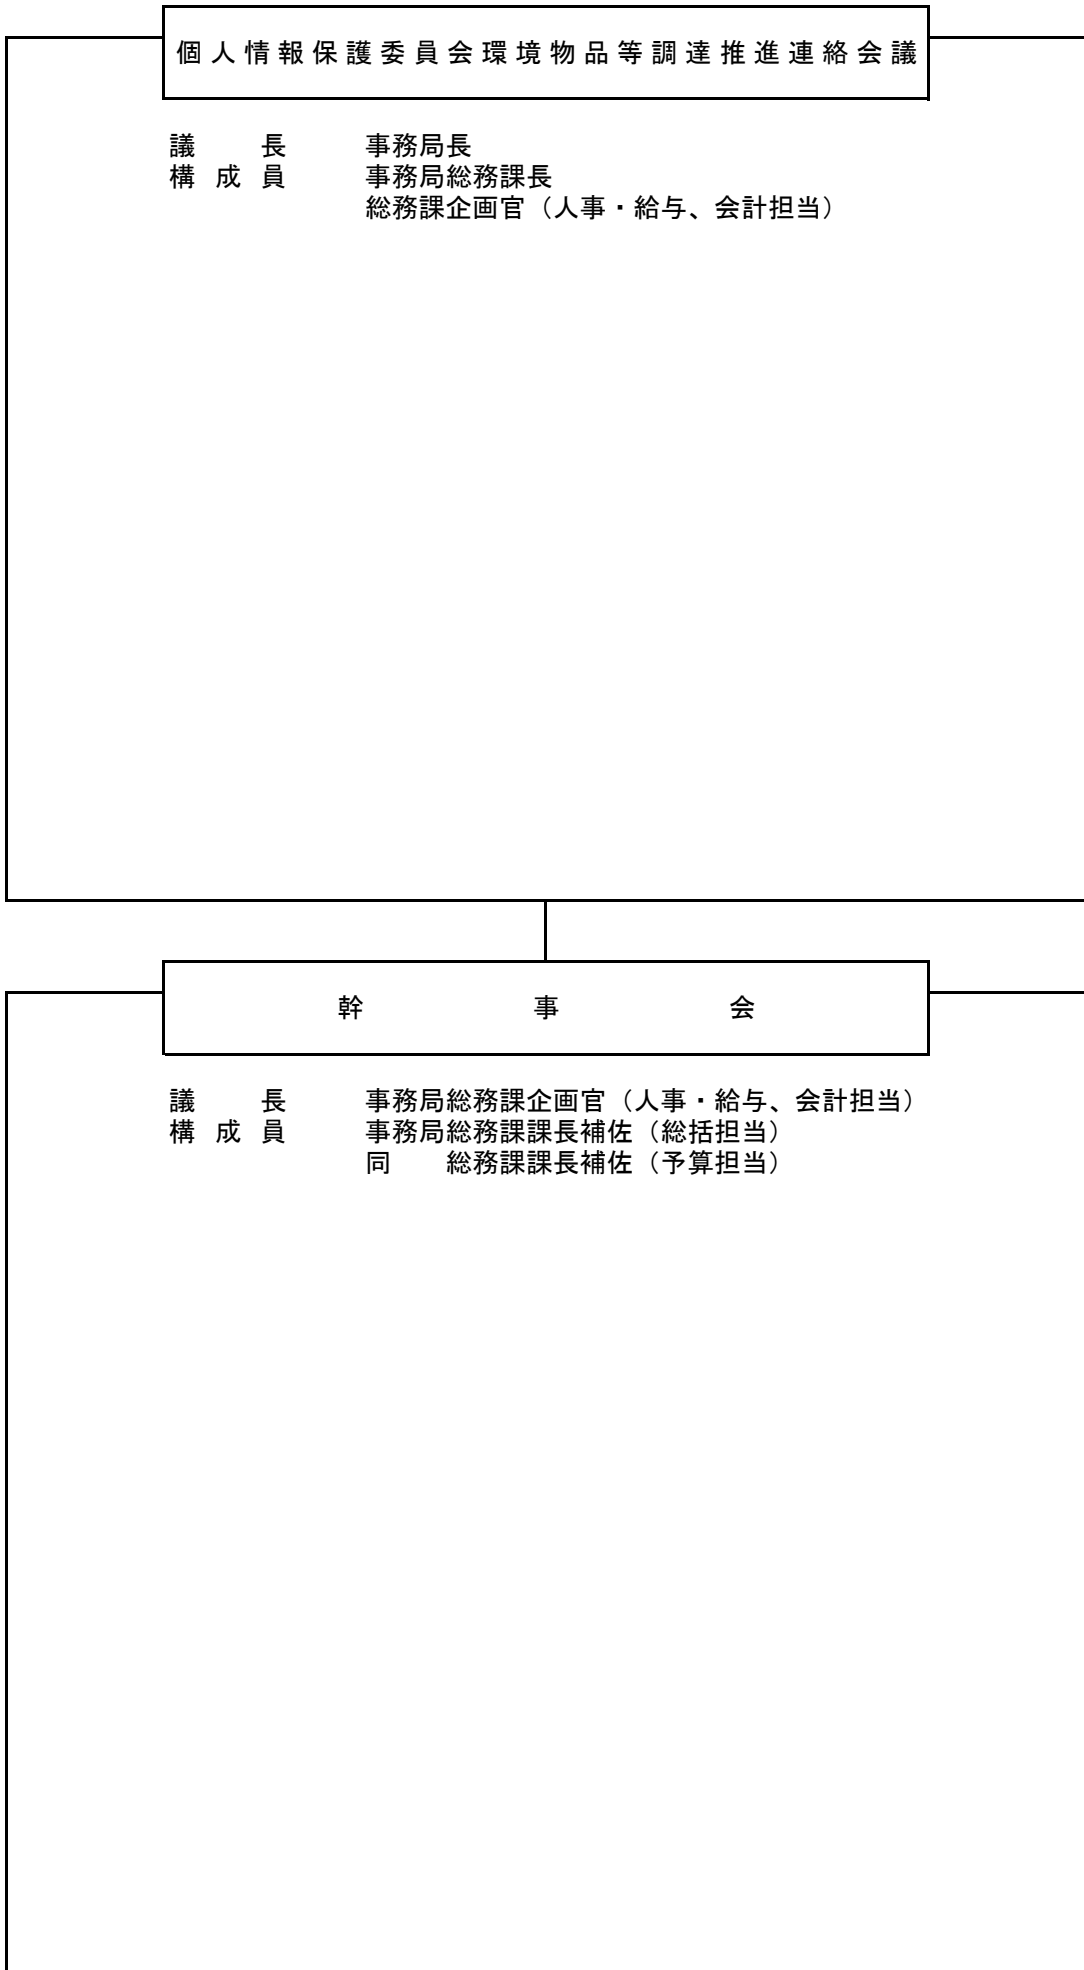 個人情報保護委員会環境物品等調達推進連絡会議
議　　長　　事務局長
構 成 員　　事務局総務課長
総務課企画官（人事・給与、会計担当）
幹　　事　　会
議　　長　　事務局総務課企画官（人事・給与、会計担当）
構 成 員　　事務局総務課課長補佐（総括担当）
同　　総務課課長補佐（予算担当）